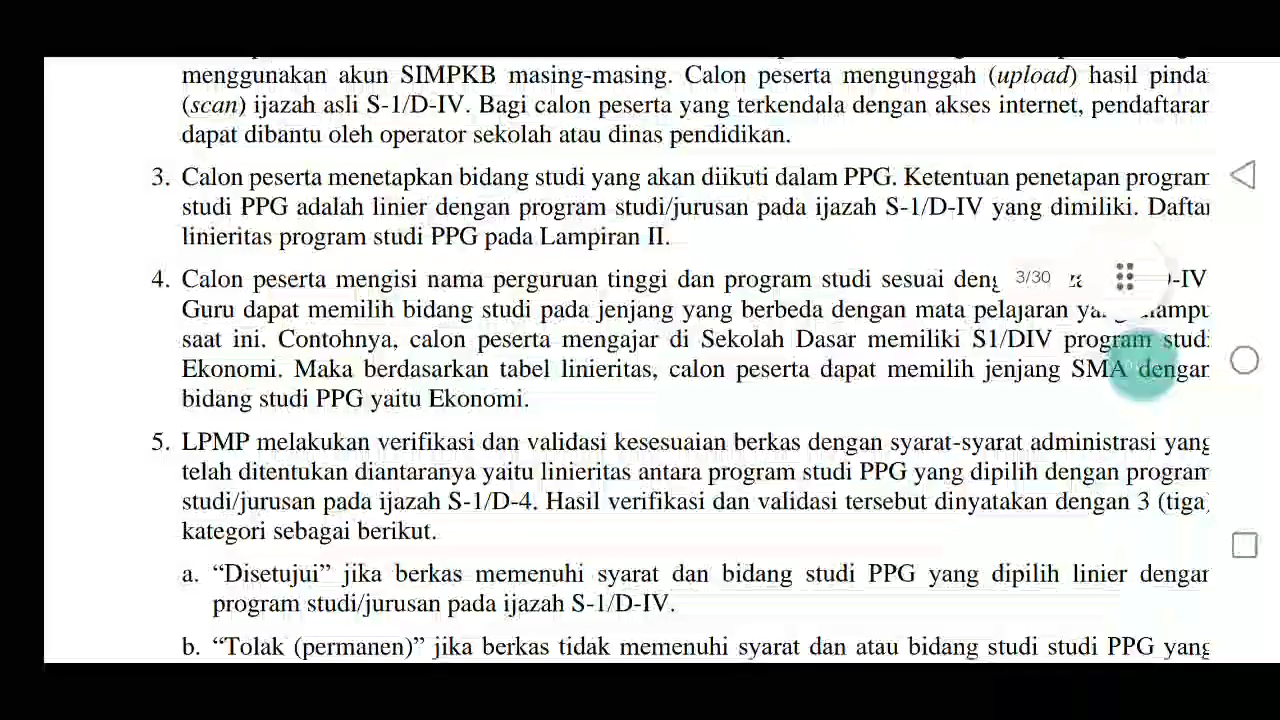 menggunakan akun SIMPKB masing-masing. Calon peserta mengunggah (upload) hasil pinda
(scan) ijazah asli S-1/D-IV. Bagi calon peserta yang terkendala dengan akses internet, pendaftarar
dapat dibantu oleh operator sekolah atau dinas pendidikan.
3. Calon peserta menetapkan bidang studi yang akan diikuti dalam PPG. Ketentuan penetapan program
studi PPG adalah linier dengan program studi/jurusan pada ijazah S-1/D-IV yang dimiliki. Daftar
linieritas program studi PPG pada Lampiran II.
4. Calon peserta mengisi nama perguruan tinggi dan program studi sesuai deng 3/30 -IV
Guru dapat memilih bidang studi pada jenjang yang berbeda dengan mata pelajaran
saat ini. Contohnya, calon peserta mengajar di Sekolah Dasar memiliki S1/DIV program studi
Ekonomi. Maka berdasarkan tabel linieritas, calon peserta dapat memilih jenjang SMA dengan
bidang studi PPG yaitu Ekonomi.
5. LPMP melakukan verifikasi dan validasi kesesuaian berkas dengan syarat-syarat administrasi yang
telah ditentukan diantaranya yaitu linieritas antara program studi PPG yang dipilih dengan program
studi/jurusan pada ijazah S-1/D-4. Hasil verifikasi dan validasi tersebut dinyatakan dengan 3 (tiga)
kategori sebagai berikut.
a. “Disetujui” jika berkas memenuhi syarat dan bidang studi PPG yang dipilih linier dengan
program studi/jurusan pada ijazah S-1/D-IV.
b. “Tolak (permanen)” jika berkas tidak memenuhi syarat dan atau bidang studi studi PPG yang